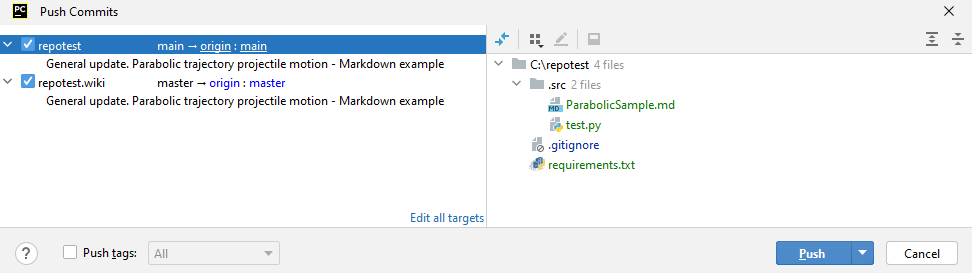 PC Push Commits
repotest main → origin : main
General update. Parabolic trajectory projectile motion - Markdown example
repotest.wiki master → origin : master
General update. Parabolic trajectory projectile motion - Markdown example
Edit all targets
C:\repotest 4 files
.src 2 files
MD ParabolicSample.md
test.py
.gitignore
requirements.txt
? Push tags: All
Push Cancel